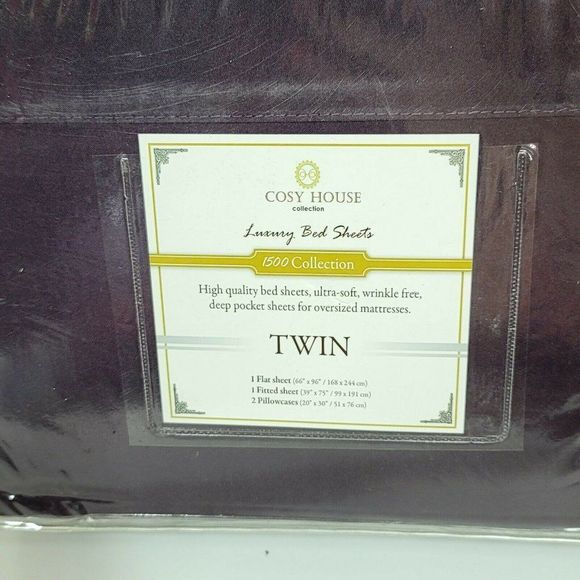 COSY HOUSE
collection
Luxury Bed Sheets
1500 Collection
High quality bed sheets, ultra-soft, wrinkle free,
deep pocket sheets for oversized mattresses.
TWIN
1 Flat sheet (66" x 96" / 168 x 244 cm)
1 Fitted sheet (39" x 75" / 99 x 191 cm)
2 Pillowcases (20" x 30" / 51 x 76 cm)